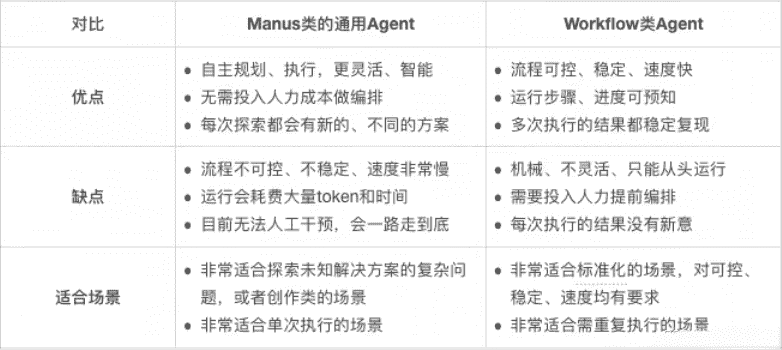 对比
Manus类的通用Agent
Workflow类Agent
优点
• 自主规划、执行，更灵活、智能
• 无需投入人力成本做编排
• 每次探索都会有新的、不同的方案
• 流程可控、稳定、速度快
• 运行步骤、进度可预知
• 多次执行的结果都稳定复现
缺点
• 流程不可控、不稳定、速度非常慢
• 运行会耗费大量token和时间
• 目前无法人工干预，会一路走到底
• 机械、不灵活、只能从头运行
• 需要投入人力提前编排
• 每次执行的结果没有新意
适合场景
• 非常适合探索未知解决方案的复杂问
题，或者创作类的场景
• 非常适合单次执行的场景
• 非常适合标准化的场景，对可控、
稳定、速度均有要求
• 非常适合需重复执行的场景